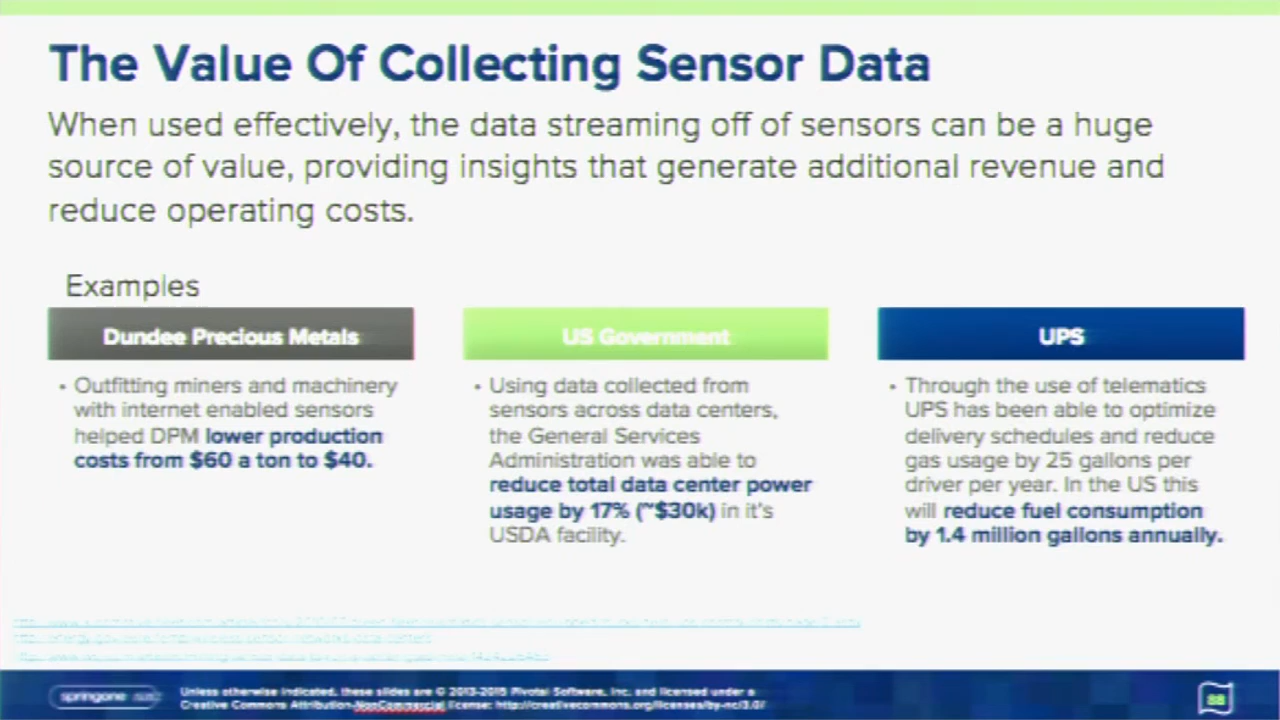 The Value Of Collecting Sensor Data
When used effectively, the data streaming off of sensors can be a huge
source of value, providing insights that generate additional revenue and
reduce operating costs.
Examples
Dundee Precious Metals
• Outfitting miners and machinery
with internet enabled sensors
helped DPM lower production
costs from $60 a ton to $40.
US Government
• Using data collected from
sensors across data centers,
the General Services
Administration was able to
reduce total data center power
usage by 17% (~$30k) in it's
USDA facility.
UPS
• Through the use of telematics
UPS has been able to optimize
delivery schedules and reduce
gas usage by 25 gallons per
driver per year. In the US this
will reduce fuel consumption
by 1.4 million gallons annually.
springone
Unless otherwise indicated, these slides are © 2013-2015 Pivotal Software, Inc. and licensed under a
Creative Commons Attribution-NonCommercial license: http://creativecommons.org/licenses/by-nc/3.0/
88